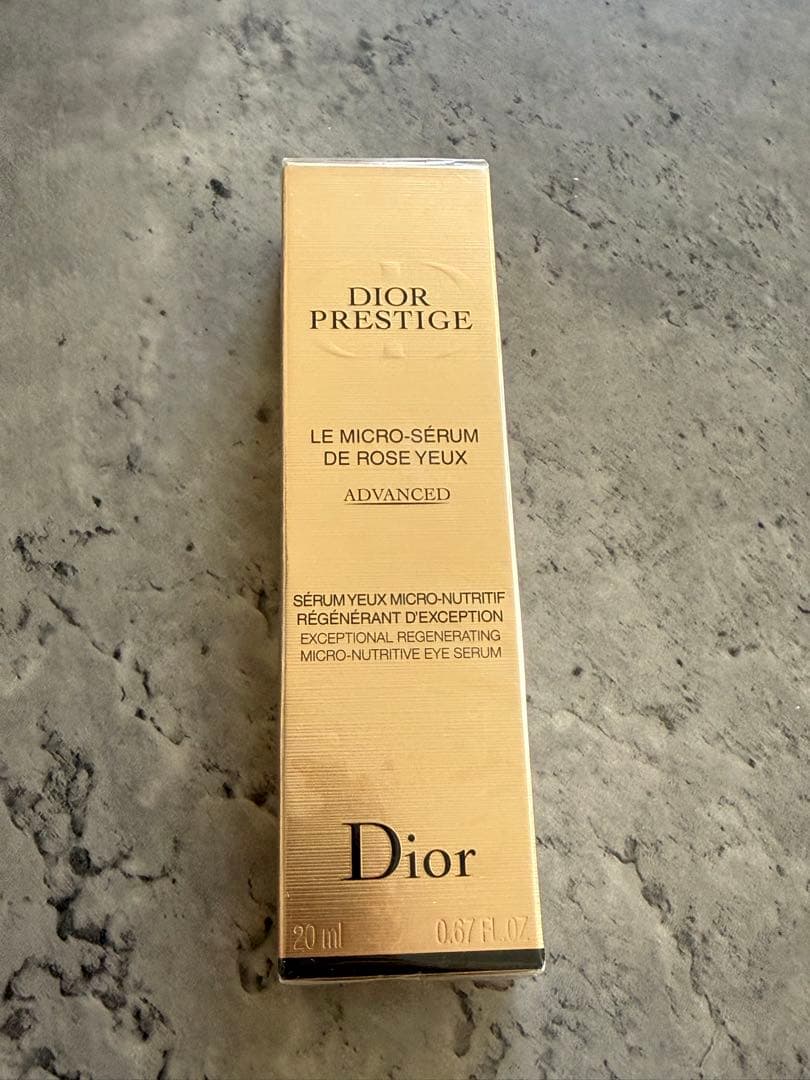 DIOR
PRESTIGE
LE MICRO-SÉRUM
DE ROSE YEUX
ADVANCED
SÉRUM YEUX MICRO-NUTRITIF
RÉGÉNÉRANT D'EXCEPTION
EXCEPTIONAL REGENERATING
MICRO-NUTRITIVE EYE SERUM
Dior
20 ml 0.67 FL.OZ.